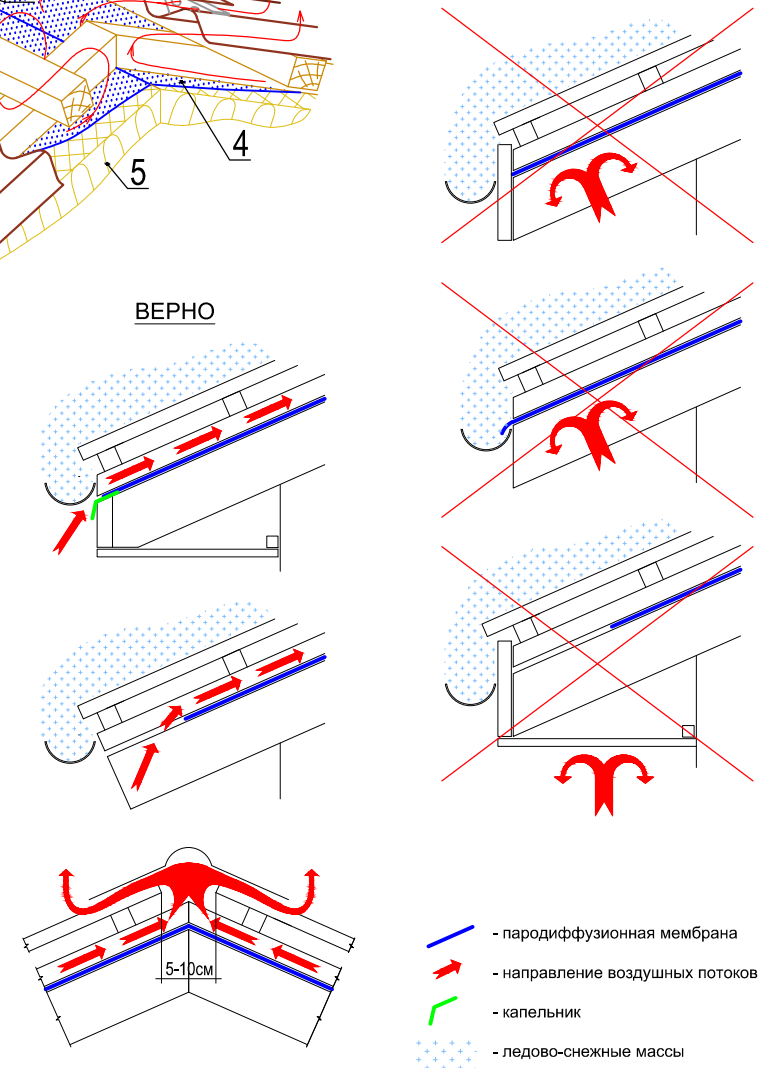 4
5
ВЕРНО
5-10см
- пародиффузионная мембрана
- направление воздушных потоков
- капельник
- ледово-снежные массы